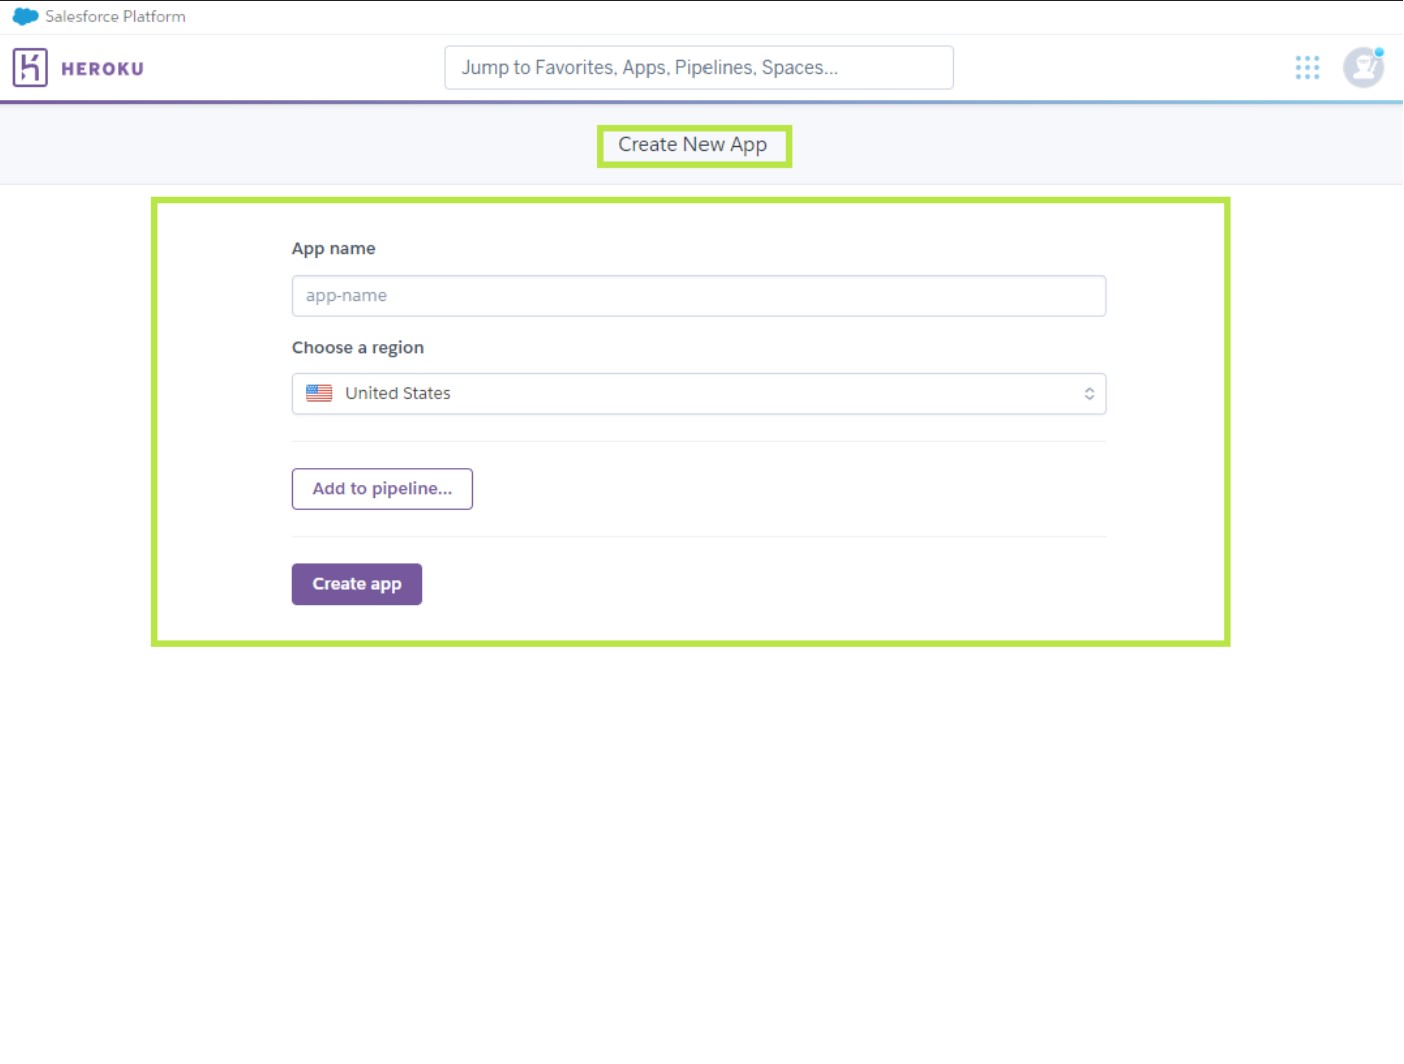 Salesforce Platform
HEROKU
Jump to Favorites, Apps, Pipelines, Spaces...
Create New App
App name
app-name
Choose a region
United States
Add to pipeline...
Create app